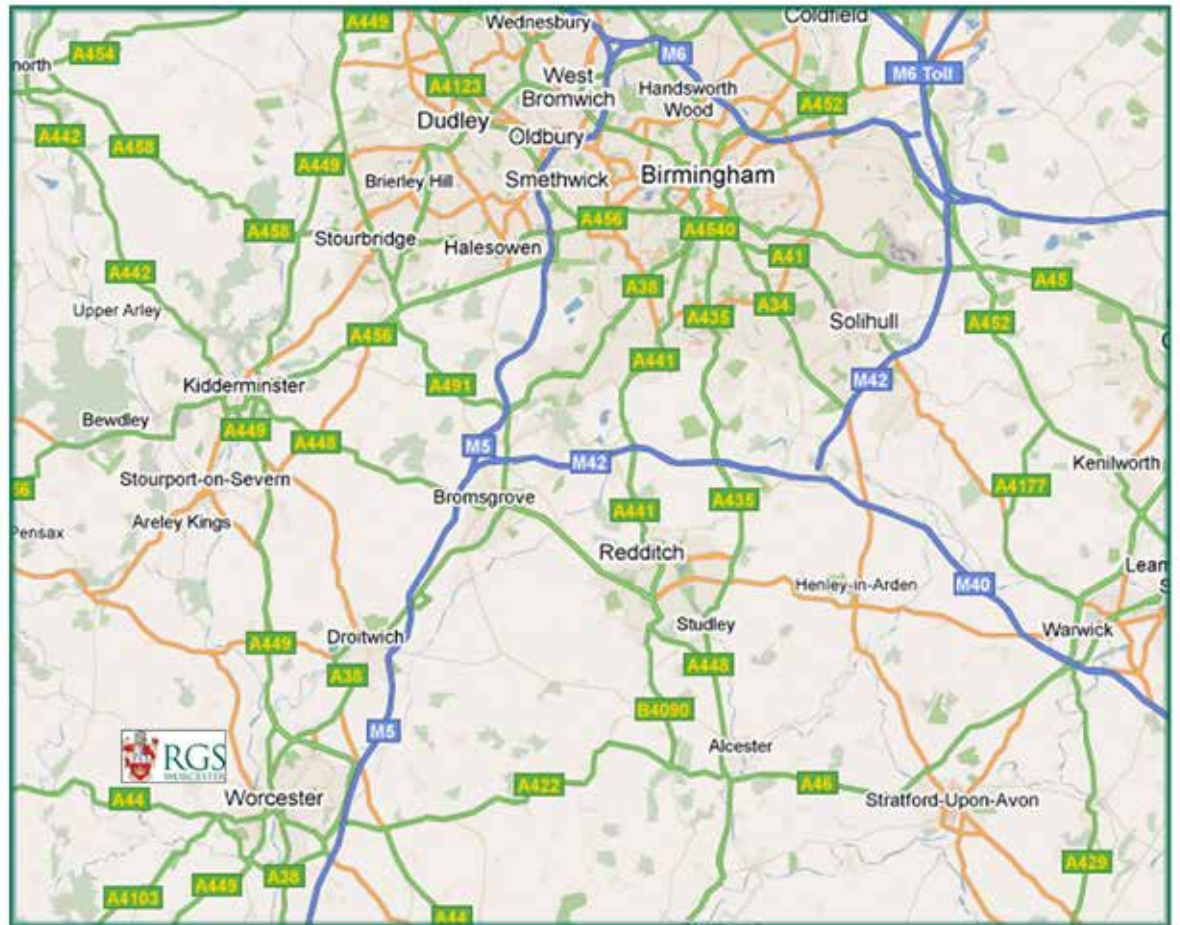 A449
Wednesbury
Coldfield
A454
M6
north
M6 Toll
West
Bromwich
Handsworth
Wood
A4123
A452
Dudley
Oldbury
A442
A458
A449
Brierley Hill
Smethwick
Birmingham
A458
Stourbridge
Halesowen
A456
A4540
A41
A442
A38
A34
A45
Upper Arley
A456
A435
Solihull
A452
A441
Kidderminster
A491
M42
Bewdley
A449
A448
M5
M42
Kenilworth
Stourport-on-Severn
A4177
Bromsgrove
A435
Areley Kings
A441
Pensax
Redditch
Lean
Henley-in-Arden
M40
Droitwich
Studley
Warwick
A449
A448
A38
B4090
M5
Alcester
RGS
WORCESTER
A422
A46
A44
Worcester
Stratford-Upon-Avon
A429
A38
A449
A4103
A44